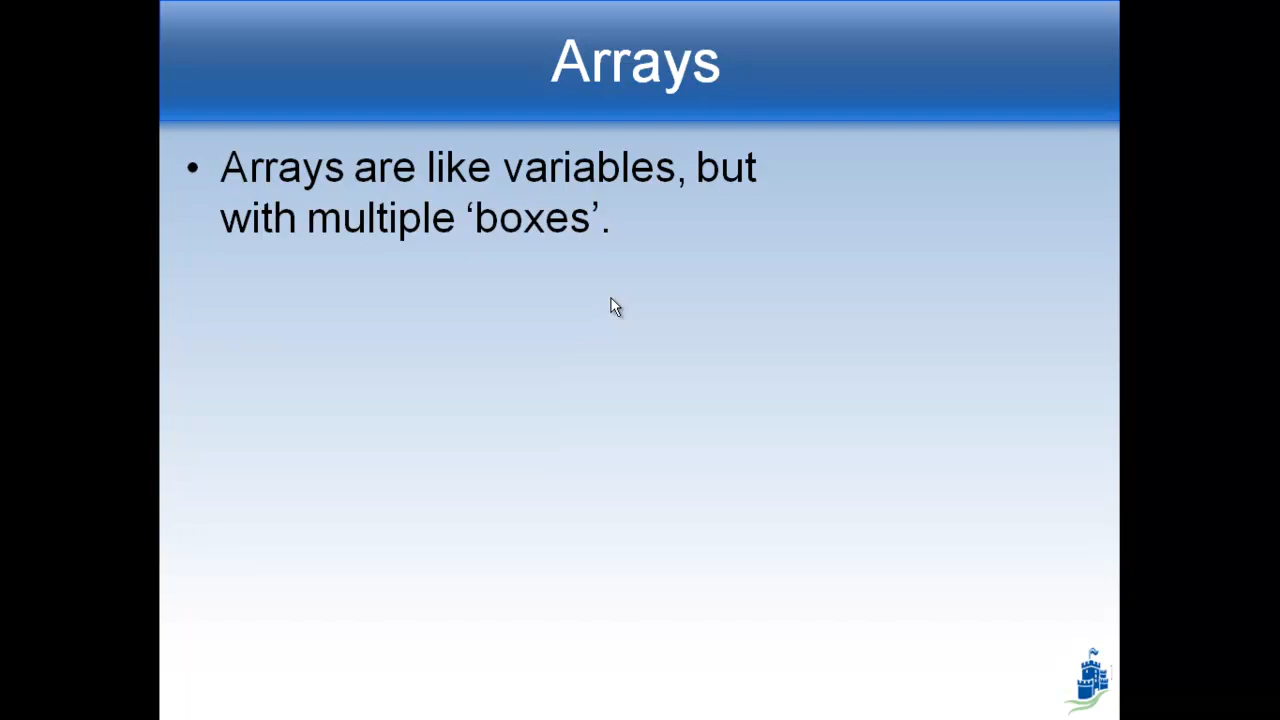 Arrays
• Arrays are like variables, but
with multiple ‘boxes’.